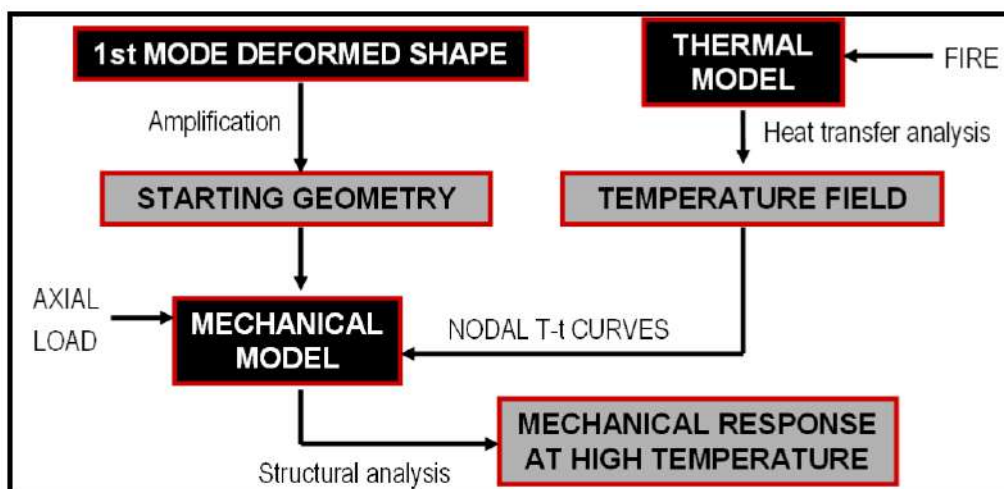 1st MODE DEFORMED SHAPE
THERMAL
MODEL
FIRE
Amplification
Heat transfer analysis
STARTING GEOMETRY
TEMPERATURE FIELD
AXIAL
LOAD
MECHANICAL
MODEL
NODAL T-t CURVES
MECHANICAL RESPONSE
AT HIGH TEMPERATURE
Structural analysis